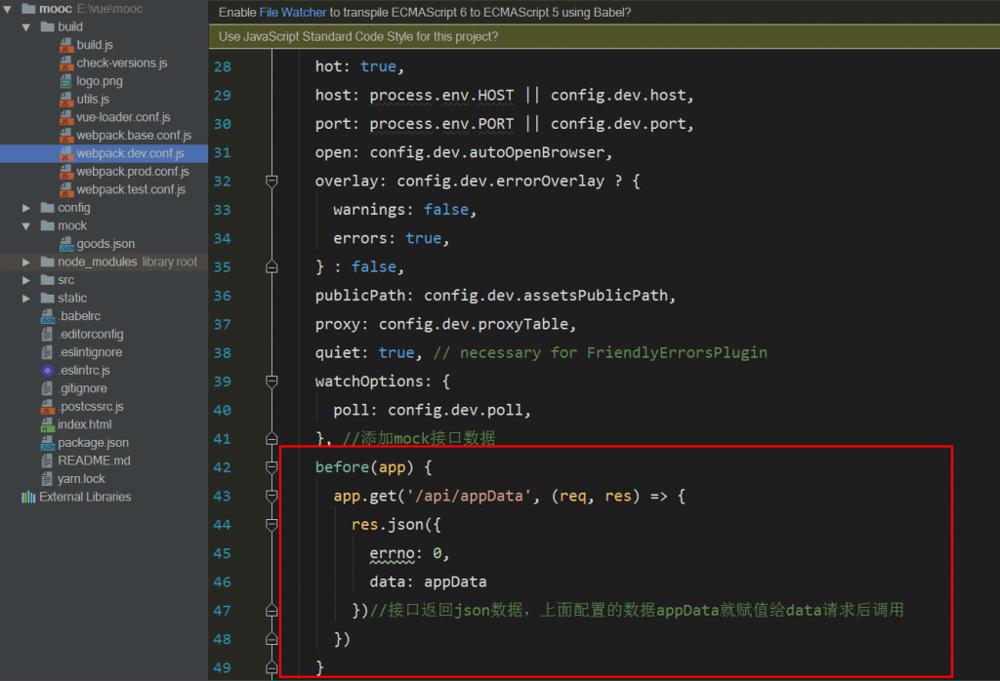 mooc E:\vue\mooc
build
build.js
check-versions.js
logo.png
utils.js
vue-loader.conf.js
webpack.base.conf.js
webpack.dev.conf.js
webpack.prod.conf.js
webpack.test.conf.js
config
mock
goods.json
node_modules library root
src
static
.babelrc
.editorconfig
.eslintignore
.eslintrc.js
.gitignore
.postcssrc.js
index.html
package.json
README.md
yarn.lock
External Libraries
Enable File Watcher to transpile ECMAScript 6 to ECMAScript 5 using Babel?
Use JavaScript Standard Code Style for this project?
28 hot: true,
29 host: process.env.HOST || config.dev.host,
30 port: process.env.PORT || config.dev.port,
31 open: config.dev.autoOpenBrowser,
32 overlay: config.dev.errorOverlay ? {
33 warnings: false,
34 errors: true,
35 } : false,
36 publicPath: config.dev.assetsPublicPath,
37 proxy: config.dev.proxyTable,
38 quiet: true, // necessary for FriendlyErrorsPlugin
39 watchOptions: {
40 poll: config.dev.poll,
41 }, //添加mock接口数据
42 before(app) {
43 app.get('/api/appData', (req, res) => {
44 res.json({
45 errno: 0,
46 data: appData
47 })//接口返回json数据，上面配置的数据appData就赋值给data请求后调用
48 })
49 }